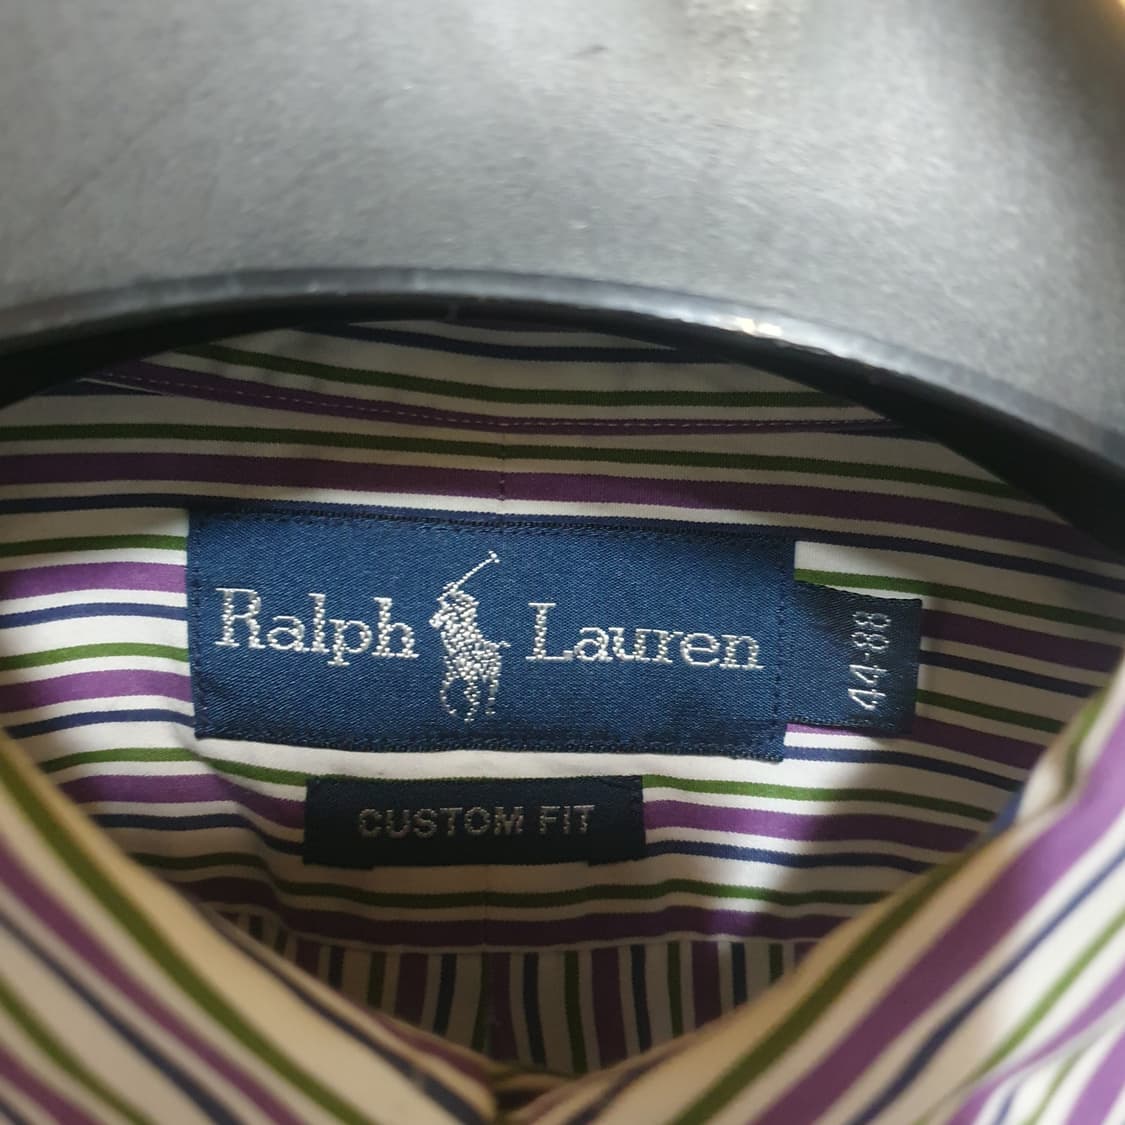 Ralph Lauren
44-88
CUSTOM FIT